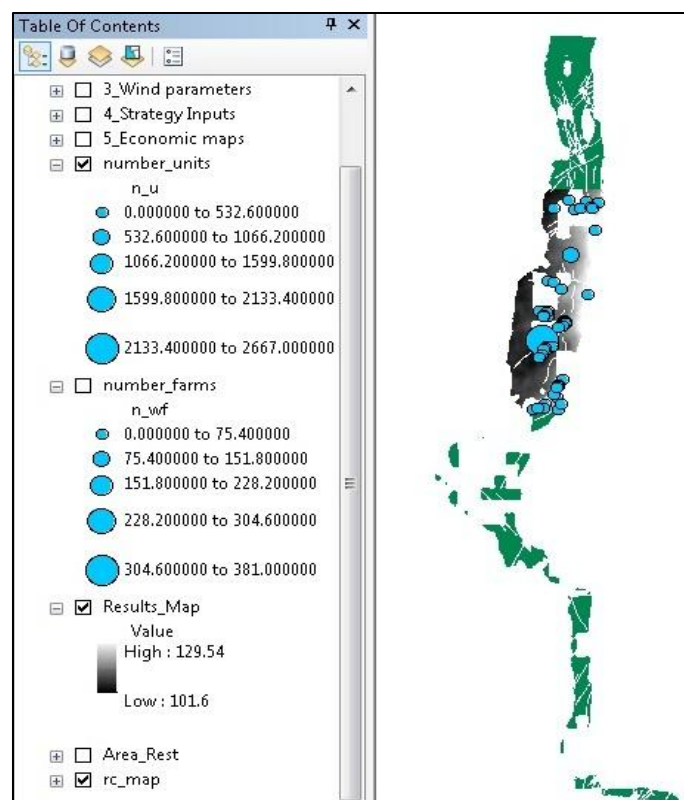 Table Of Contents
3_Wind parameters
4_Strategy Inputs
5_Economic maps
number_units
n_u
0.000000 to 532.600000
532.600000 to 1066.200000
1066.200000 to 1599.800000
1599.800000 to 2133.400000
2133.400000 to 2667.000000
number_farms
n_wf
0.000000 to 75.400000
75.400000 to 151.800000
151.800000 to 228.200000
228.200000 to 304.600000
304.600000 to 381.000000
Results_Map
Value
High : 129.54
Low : 101.6
Area_Rest
rc_map